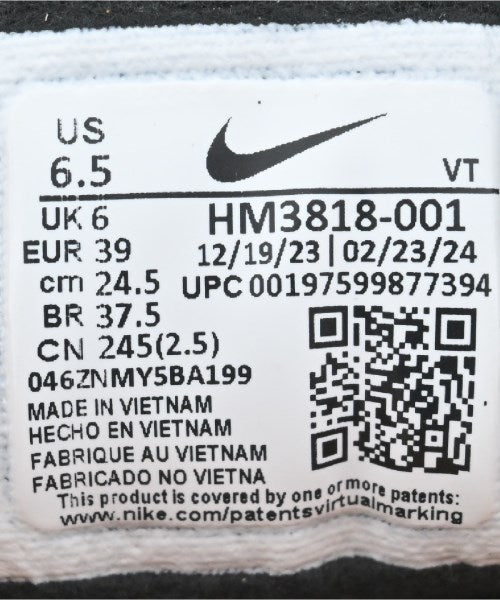 US
6.5
VT
UK 6
HM3818-001
EUR 39
12/19/23 | 02/23/24
cm 24.5
UPC 00197599877394
BR 37.5
CN 245(2.5)
046ZNMY5BA199
MADE IN VIETNAM
HECHO EN VIETNAM
FABRIQUE AU VIETNAM
FABRICADO NO VIETNA
This product is covered by one or more patents:
www.nike.com/patentsvirtualmarking